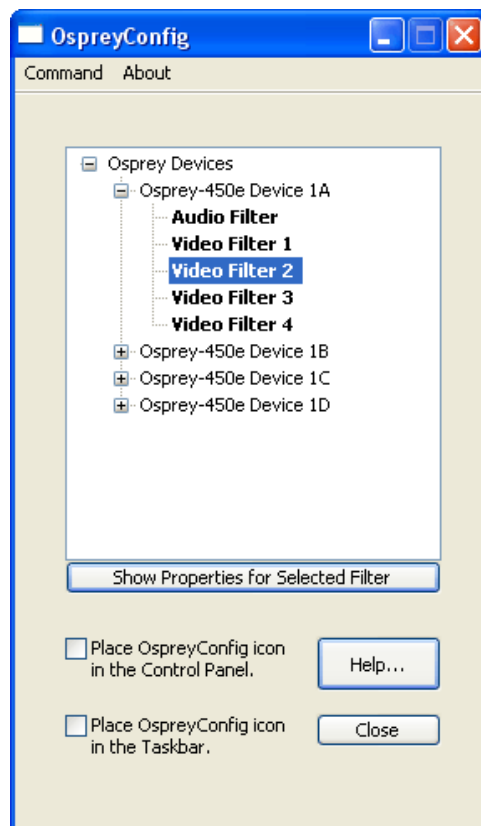 OspreyConfig
Command About
Osprey Devices
Osprey-450e Device 1A
Audio Filter
Video Filter 1
Video Filter 2
Video Filter 3
Video Filter 4
Osprey-450e Device 1B
Osprey-450e Device 1C
Osprey-450e Device 1D
Show Properties for Selected Filter
Place OspreyConfig icon
in the Control Panel.
Help...
Place OspreyConfig icon
in the Taskbar.
Close